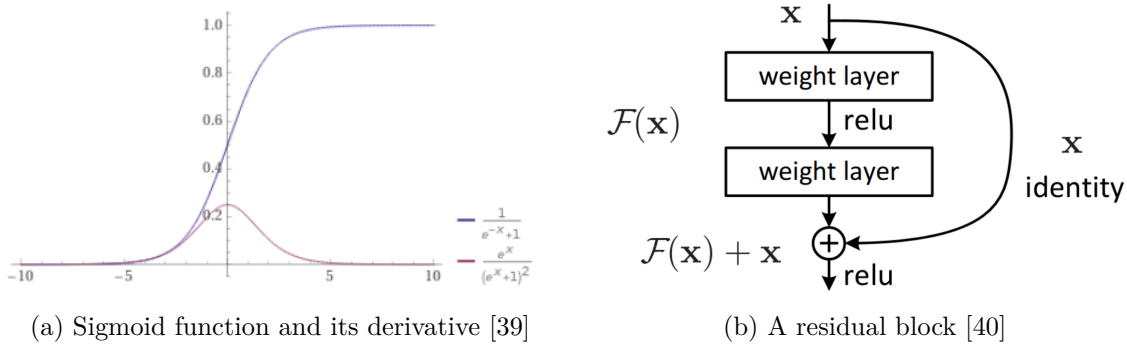 1.0
0.8
0.6
0.4
0.2
-10
-5
0
5
10
1
e^{-x}+1
e^x
(e^x+1)^2
(a) Sigmoid function and its derivative [39]
x
weight layer
F(x)
relu
weight layer
x
identity
F(x) + x
+
relu
(b) A residual block [40]